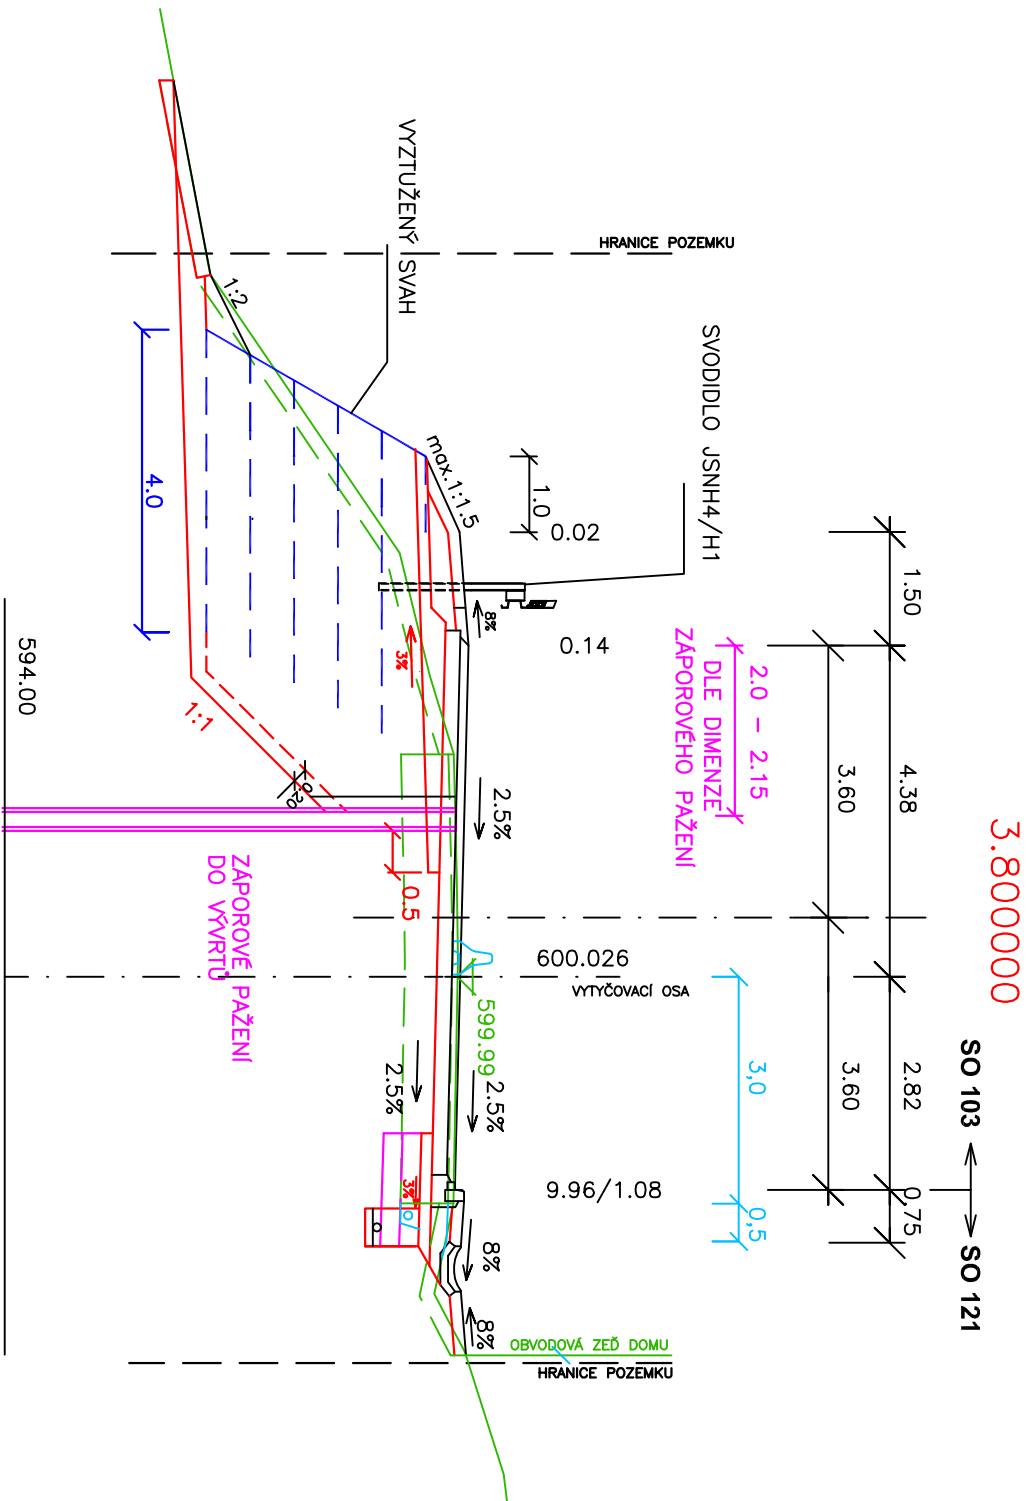 3.800000
SO 103
SO 121
1.50
4.38
2.82
0.75
3.60
3.60
2.0 - 2.15
DLE DIMENZE
ZÁPOROVÉHO PAŽENÍ
3,0
0,5
HRANICE POZEMKU
SVODIDLO JSNH4/H1
1.0
0.02
0.14
600.026
VYTYČOVACÍ OSA
9.96/1.08
OBVODOVÁ ZEĎ DOMU
HRANICE POZEMKU
VYZTUŽENÝ SVAH
max.1:1.5
8%
3%
2.5%
0.5
599.99
2.5%
2.5%
3%
8%
8%
1:2
4.0
1:1
0.20
ZÁPOROVÉ PAŽENÍ
DO VÝVRTŮ
594.00